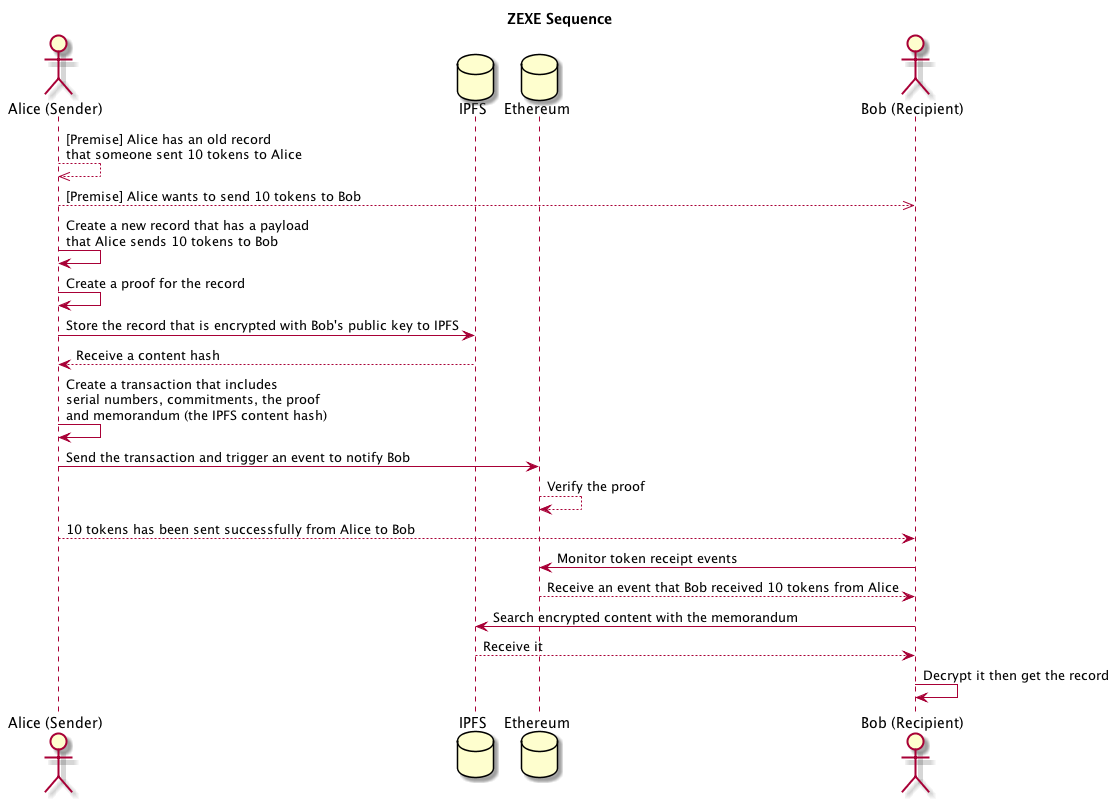 ZEXE Sequence
Alice (Sender)
IPFS
Ethereum
Bob (Recipient)
[Premise] Alice has an old record
that someone sent 10 tokens to Alice
[Premise] Alice wants to send 10 tokens to Bob
Create a new record that has a payload
that Alice sends 10 tokens to Bob
Create a proof for the record
Store the record that is encrypted with Bob's public key to IPFS
Receive a content hash
Create a transaction that includes
serial numbers, commitments, the proof
and memorandum (the IPFS content hash)
Send the transaction and trigger an event to notify Bob
Verify the proof
10 tokens has been sent successfully from Alice to Bob
Monitor token receipt events
Receive an event that Bob received 10 tokens from Alice
Search encrypted content with the memorandum
Receive it
Decrypt it then get the record
Alice (Sender)
IPFS
Ethereum
Bob (Recipient)